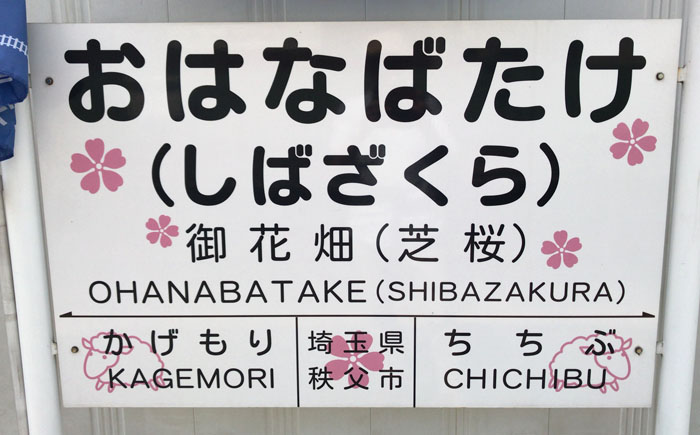 おはなばたけ
(しばざくら)
御花畑(芝桜)
OHANABATAKE(SHIBAZAKURA)
かげもり
KAGEMORI
埼玉県
秩父市
ちちぶ
CHICHIBU